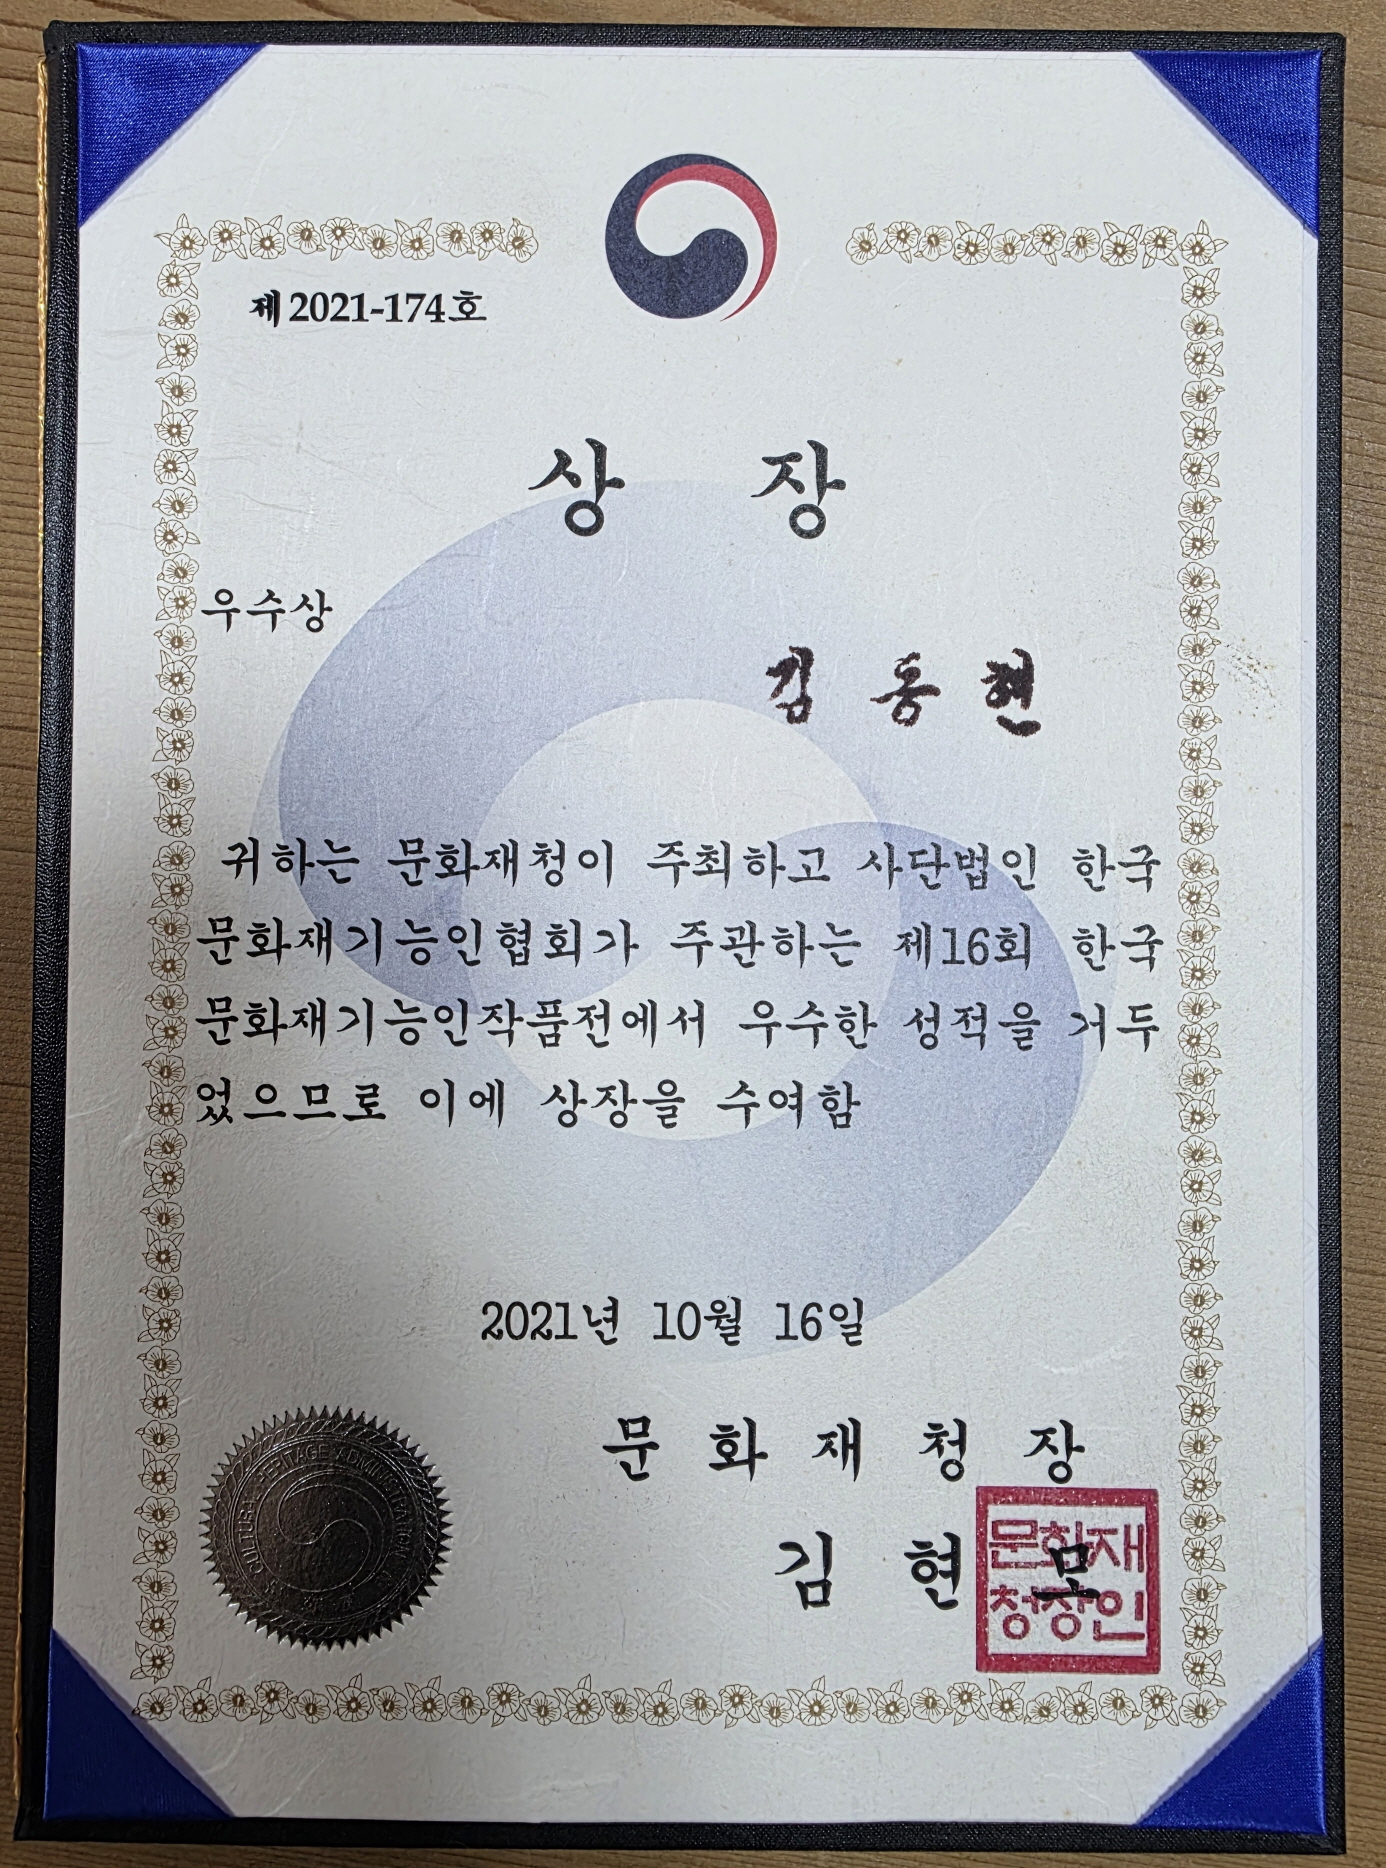 제2021-174호
상 장
우수상
김 동 현
귀하는 문화재청이 주최하고 사단법인 한국
문화재기능인협회가 주관하는 제16회 한국
문화재기능인작품전에서 우수한 성적을 거두
었으므로 이에 상장을 수여함
2021년 10월 16일
문 화 재 청 장
김 현 모
문화재
청장인
CULTURAL HERITAGE ADMINISTRATION